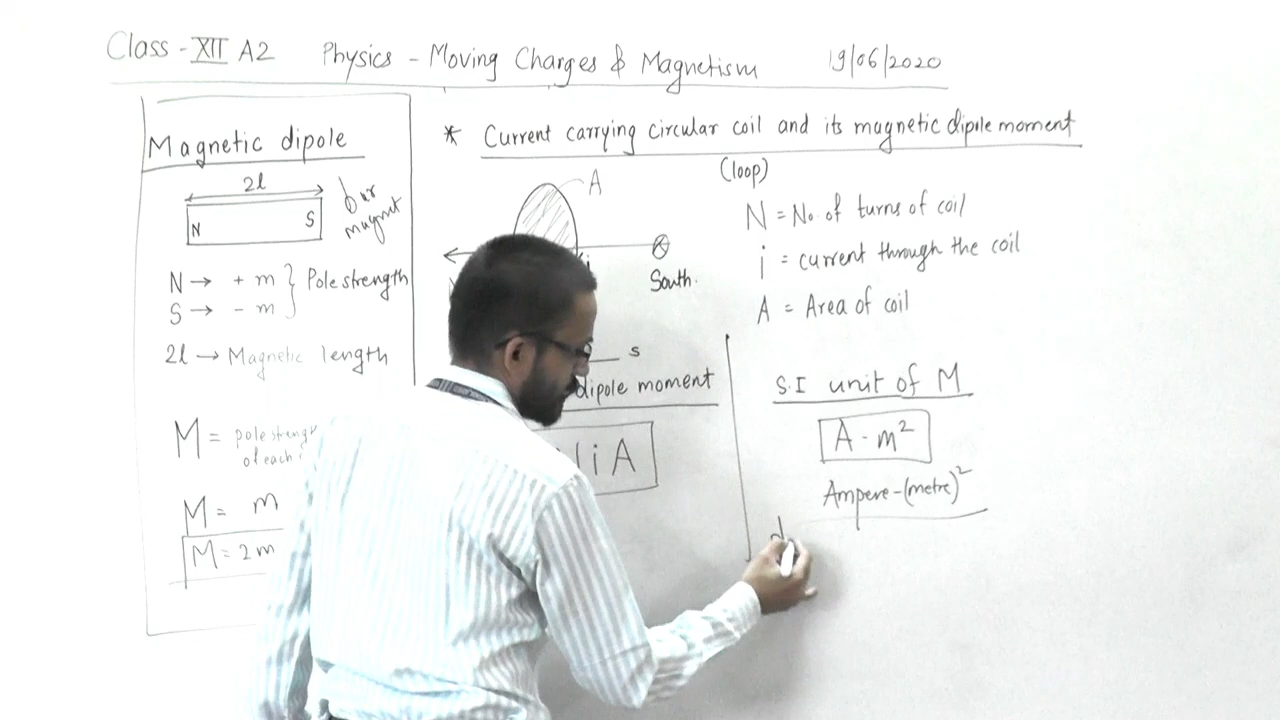 Class - XII A2 Physics - Moving Charges & Magnetism 19/06/2020
Magnetic dipole
2l
bar
magnet
N S
N → + m } Pole strength
S → - m
2l → Magnetic length
M = pole streng
of each
M = m
M = 2m
* Current carrying circular coil and its magnetic dipole moment
(loop)
A
i
South.
S
N = No. of turns of coil
i = current through the coil
A = Area of coil
dipole moment
i A
S.I unit of M
A - m²
Ampere - (metre)²
d